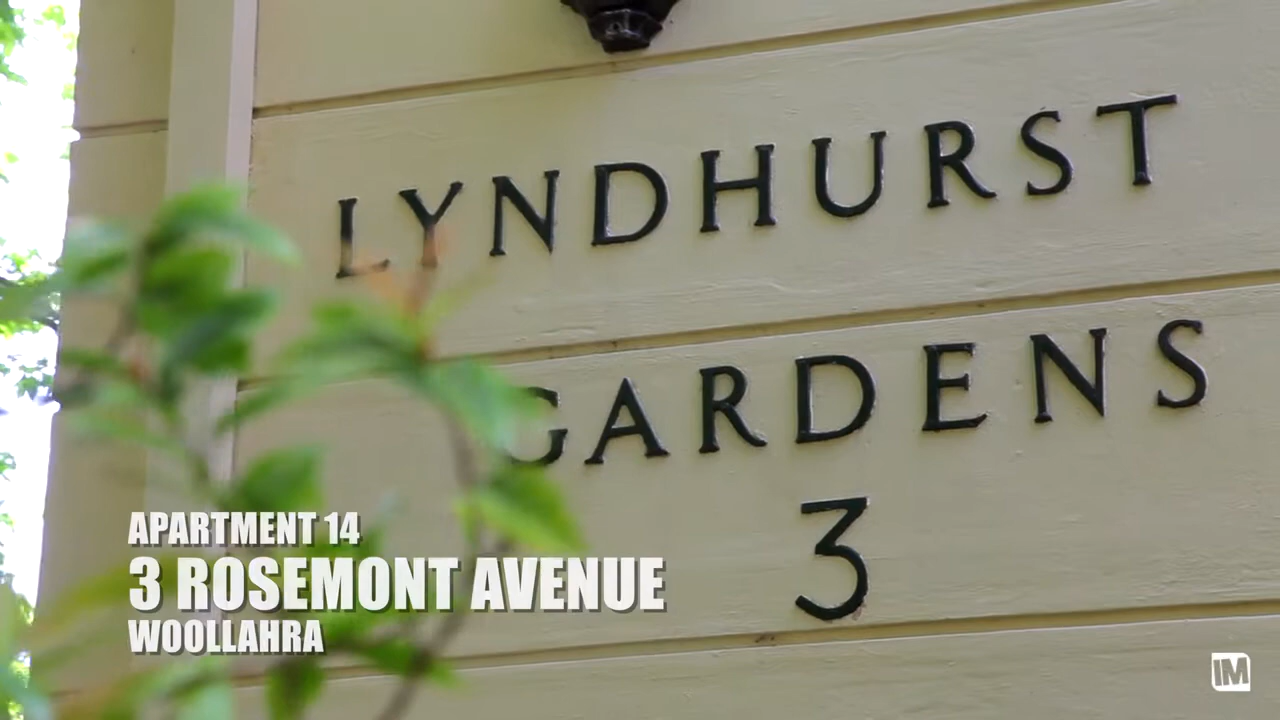 LYNDHURST
GARDENS
3
APARTMENT 14
3 ROSEMONT AVENUE
WOOLLAHRA
IM